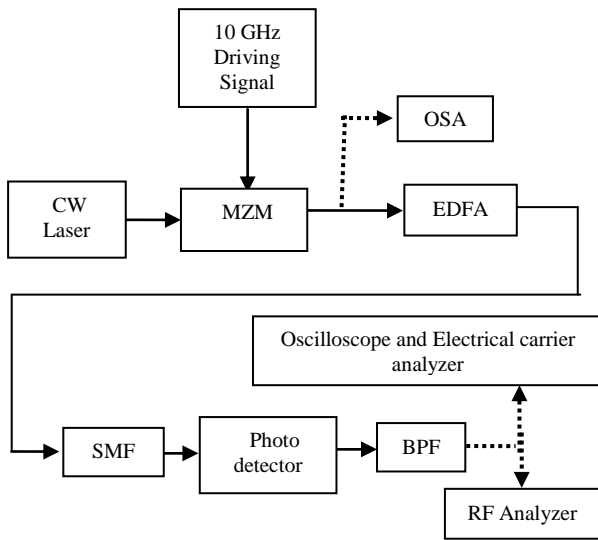 10 GHz
Driving
Signal
OSA
CW
Laser
MZM
EDFA
Oscilloscope and Electrical carrier
analyzer
SMF
Photo
detector
BPF
RF Analyzer